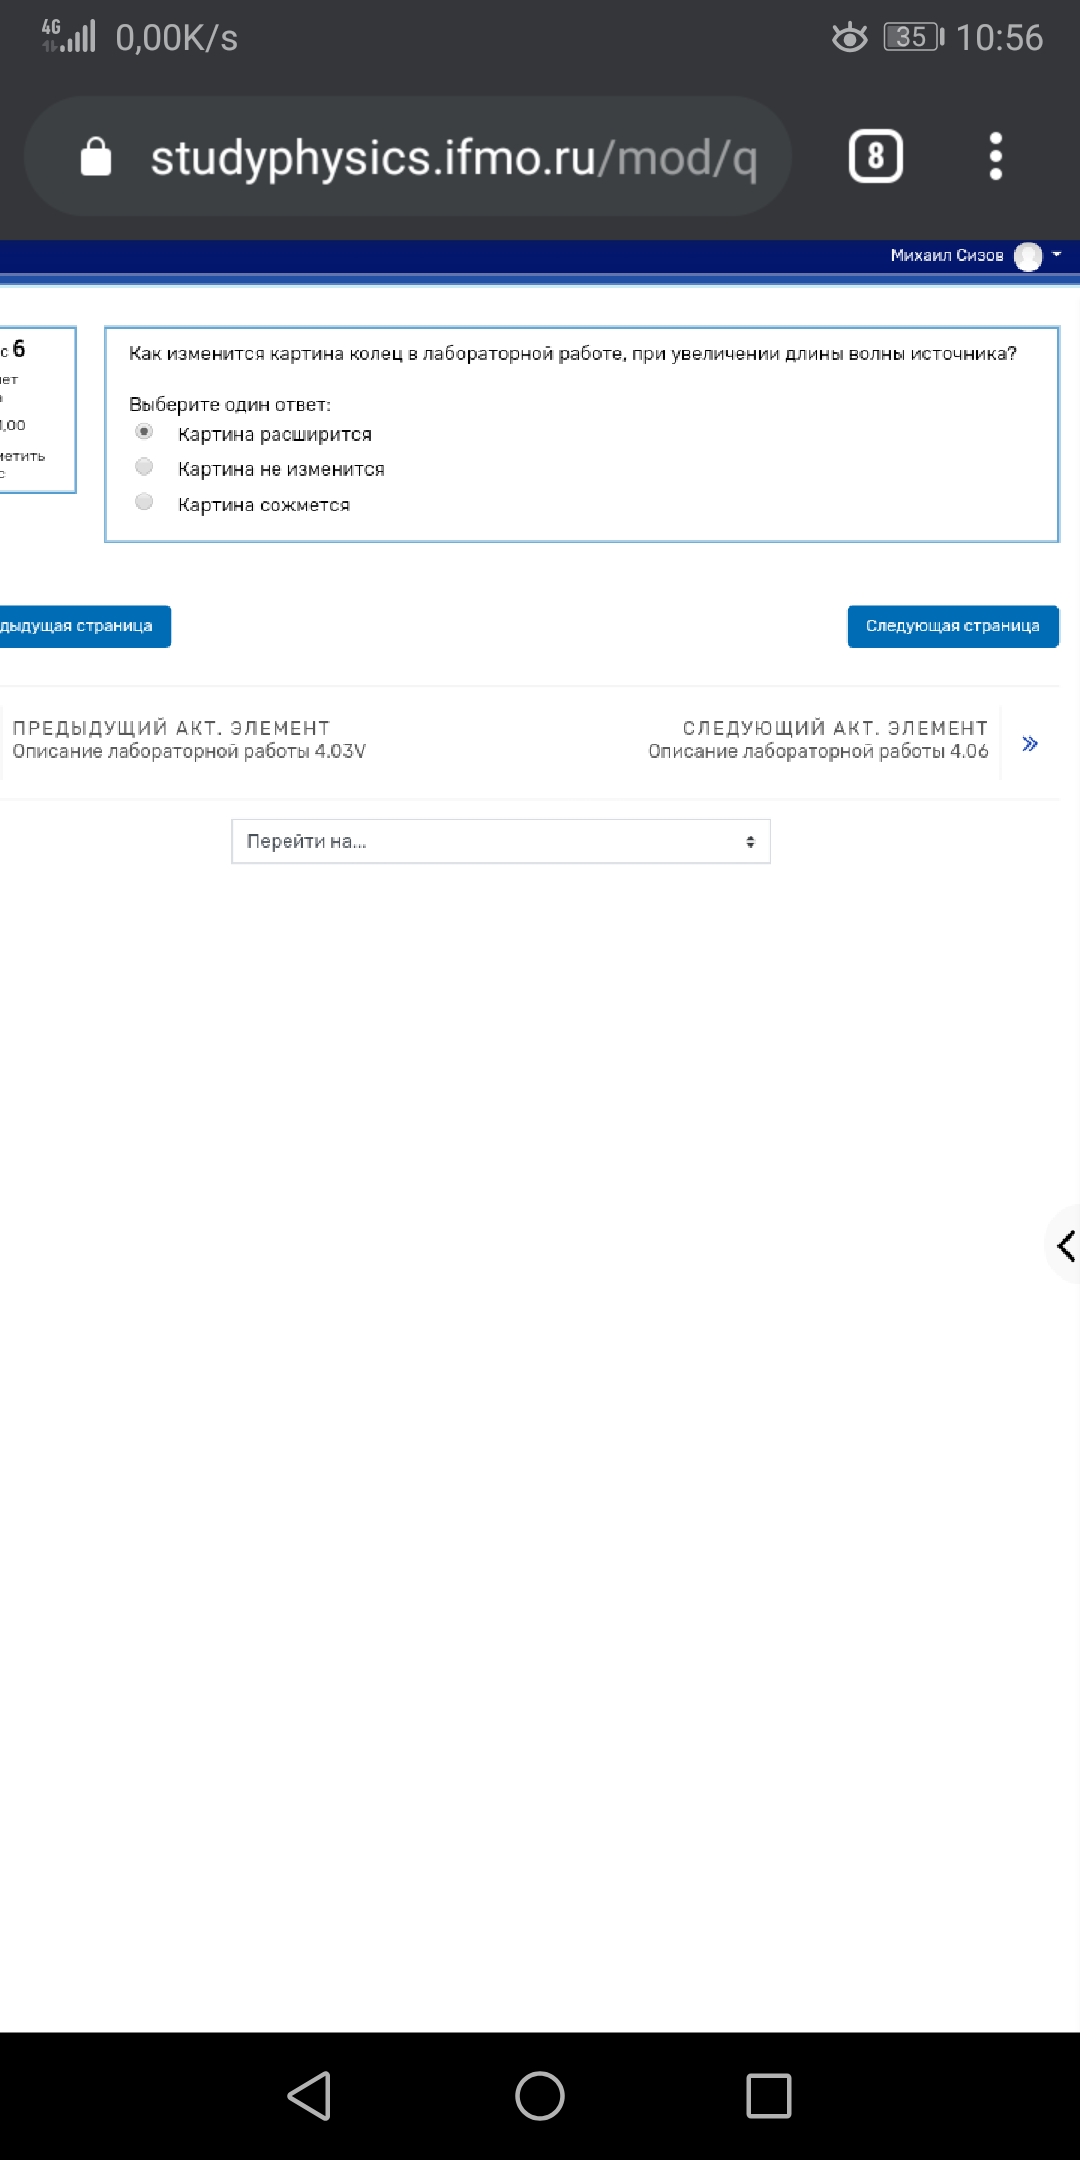 4G 0,00K/s 35 10:56
studyphysics.ifmo.ru/mod/q 8
Михаил Сизов
с 6
Как изменится картина колец в лабораторной работе, при увеличении длины волны источника?
ет
Выберите один ответ:
,00
Картина расширится
метить
Картина не изменится
с
Картина сожмется
дыдущая страница
Следующая страница
ПРЕДЫДУЩИЙ АКТ. ЭЛЕМЕНТ
Описание лабораторной работы 4.03V
СЛЕДУЮЩИЙ АКТ. ЭЛЕМЕНТ
Описание лабораторной работы 4.06
Перейти на...